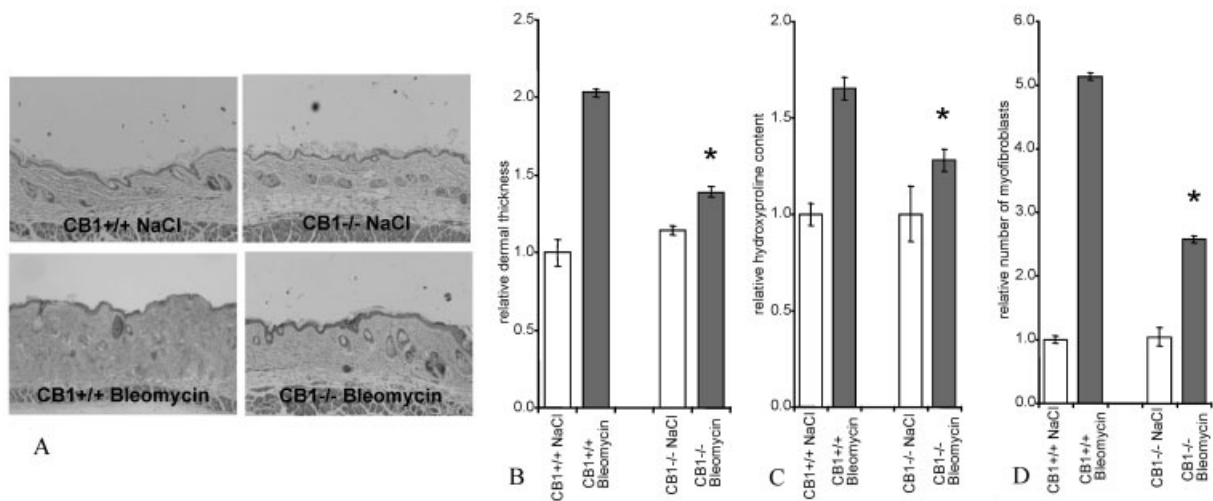 CB1+/+ NaCl
CB1-/- NaCl
CB1+/+ Bleomycin
CB1-/- Bleomycin
A
relative dermal thickness
2.5
2.0
1.5
1.0
0.5
0.0
*
CB1+/+ NaCl
CB1+/+
Bleomycin
CB1-/- NaCl
CB1-/-
Bleomycin
B
relative hydroxyproline content
2.0
1.5
1.0
0.5
0.0
*
CB1+/+ NaCl
CB1+/+
Bleomycin
CB1-/- NaCl
CB1-/-
Bleomycin
C
relative number of myofibroblasts
6.0
5.0
4.0
3.0
2.0
1.0
0.0
*
CB1+/+ NaCl
CB1+/+
Bleomycin
CB1-/- NaCl
CB1-/-
Bleomycin
D